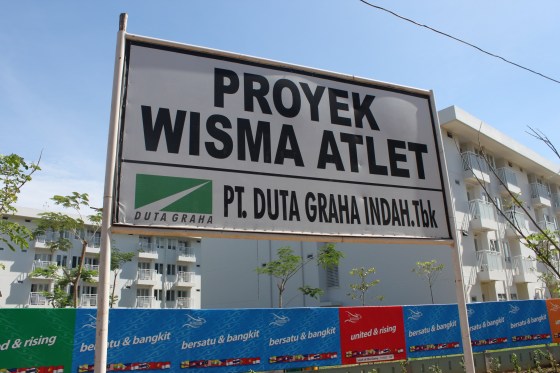 PROYEK
WISMA ATLET
DUTA GRAHA
PT. DUTA GRAHA INDAH.Tbk
d & rising
bersatu & bangkit
bersatu & bangkit
bersatu & bangkit
united & rising
bersatu & bangkit
bersatu & bangkit
bersatu & bangkit